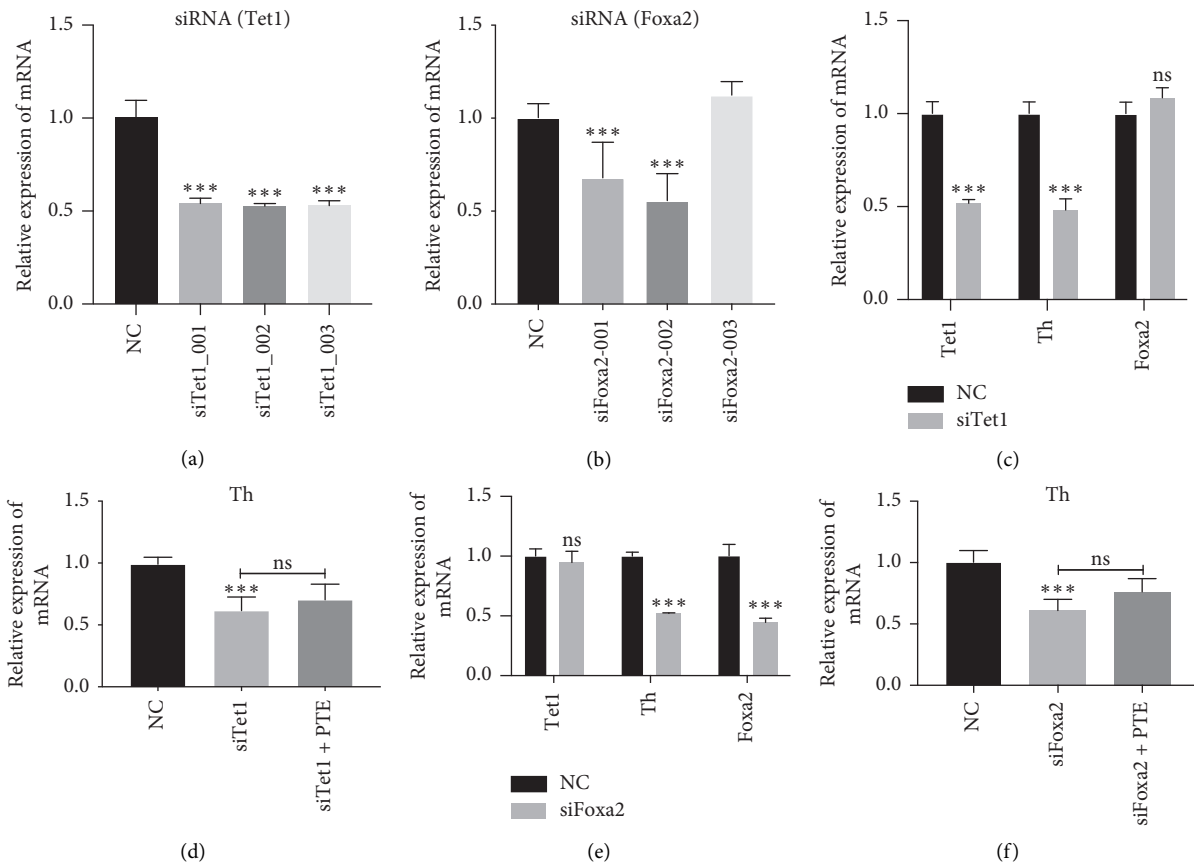 siRNA (Tet1)
Relative expression of mRNA
1.5
1.0
0.5
0.0
***
***
***
NC
siTet1_001
siTet1_002
siTet1_003
(a)
siRNA (Foxa2)
Relative expression of mRNA
1.5
1.0
0.5
0.0
***
***
NC
siFoxa2-001
siFoxa2-002
siFoxa2-003
(b)
Relative expression of mRNA
1.5
1.0
0.5
0.0
***
***
ns
Tet1
Th
Foxa2
NC
siTet1
(c)
Th
Relative expression of
mRNA
1.5
1.0
0.5
0.0
***
ns
NC
siTet1
siTet1 + PTE
(d)
Relative expression of
mRNA
1.5
1.0
0.5
0.0
ns
***
***
Tet1
Th
Foxa2
NC
siFoxa2
(e)
Th
Relative expression of
mRNA
1.5
1.0
0.5
0.0
***
ns
NC
siFoxa2
siFoxa2 + PTE
(f)